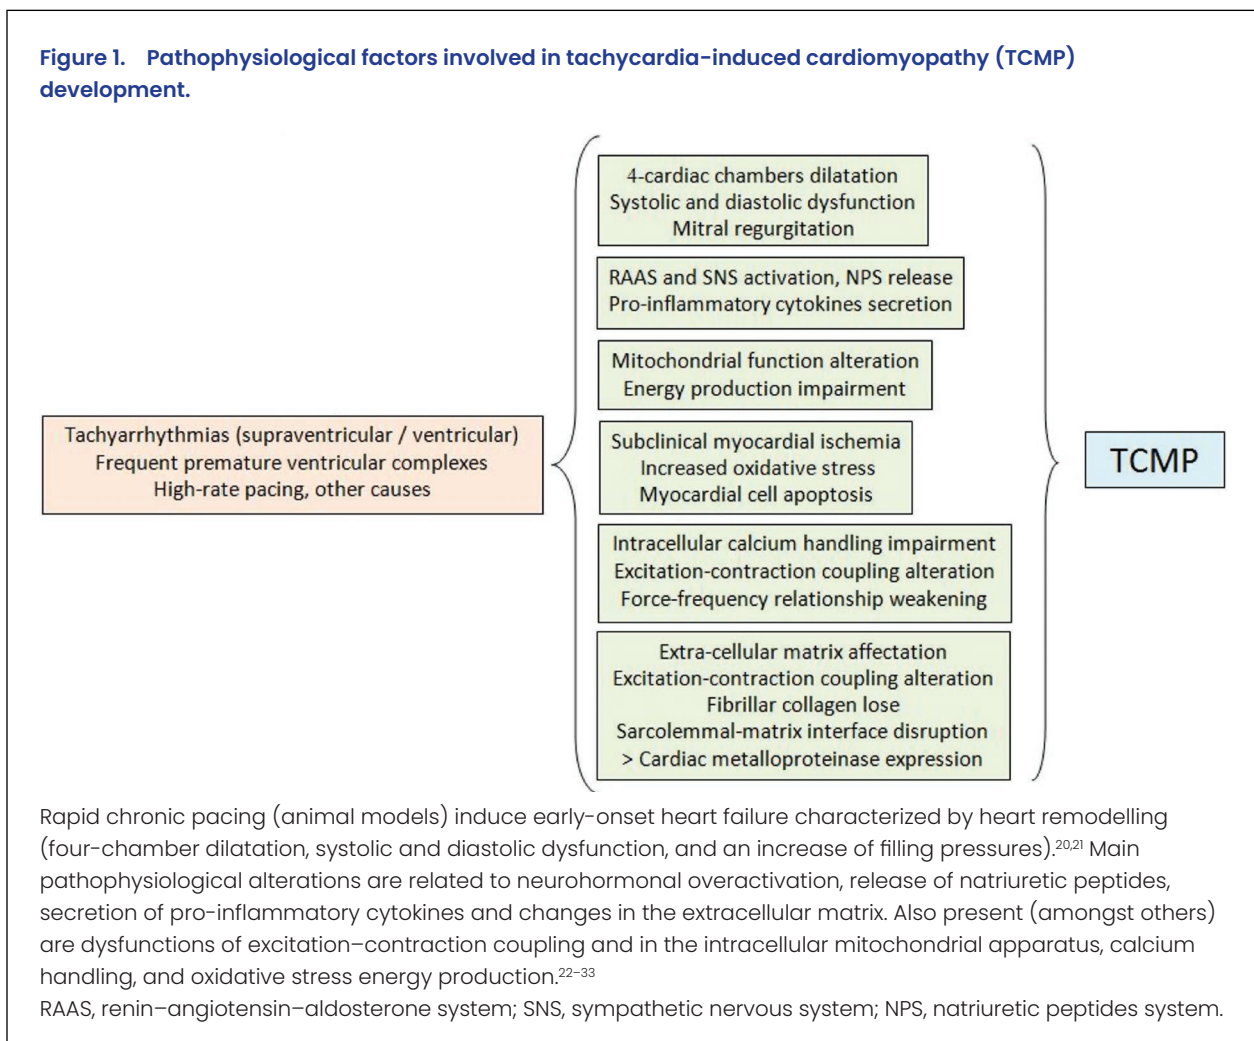 Figure 1. Pathophysiological factors involved in tachycardia-induced cardiomyopathy (TCMP)
development.
4-cardiac chambers dilatation
Systolic and diastolic dysfunction
Mitral regurgitation
RAAS and SNS activation, NPS release
Pro-inflammatory cytokines secretion
Mitochondrial function alteration
Energy production impairment
Tachyarrhythmias (supraventricular / ventricular)
Frequent premature ventricular complexes
High-rate pacing, other causes
Subclinical myocardial ischemia
Increased oxidative stress
Myocardial cell apoptosis
TCMP
Intracellular calcium handling impairment
Excitation-contraction coupling alteration
Force-frequency relationship weakening
Extra-cellular matrix affectation
Excitation-contraction coupling alteration
Fibrillar collagen lose
Sarcolemmal-matrix interface disruption
> Cardiac metalloproteinase expression
Rapid chronic pacing (animal models) induce early-onset heart failure characterized by heart remodelling
(four-chamber dilatation, systolic and diastolic dysfunction, and an increase of filling pressures).20,21 Main
pathophysiological alterations are related to neurohormonal overactivation, release of natriuretic peptides,
secretion of pro-inflammatory cytokines and changes in the extracellular matrix. Also present (amongst others)
are dysfunctions of excitation–contraction coupling and in the intracellular mitochondrial apparatus, calcium
handling, and oxidative stress energy production.22–33
RAAS, renin–angiotensin–aldosterone system; SNS, sympathetic nervous system; NPS, natriuretic peptides system.